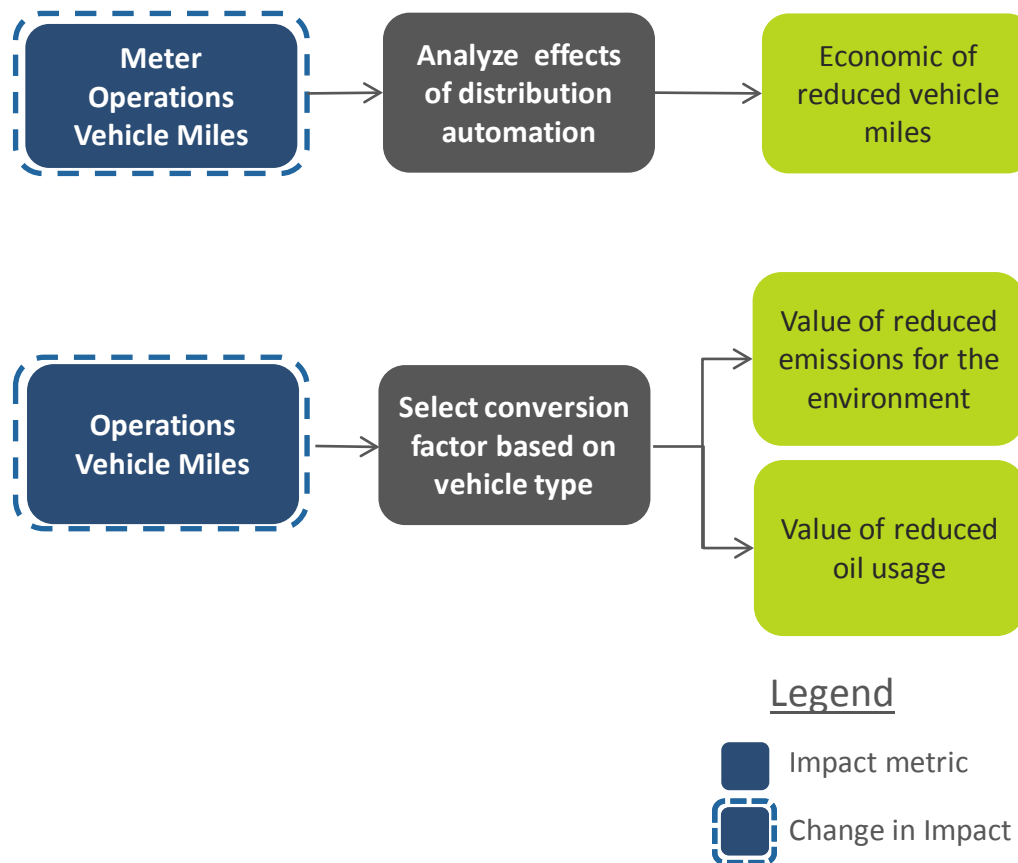 Meter
Operations
Vehicle Miles
Analyze effects
of distribution
automation
Economic of
reduced vehicle
miles
Operations
Vehicle Miles
Select conversion
factor based on
vehicle type
Value of reduced
emissions for the
environment
Value of reduced
oil usage
Legend
Impact metric
Change in Impact